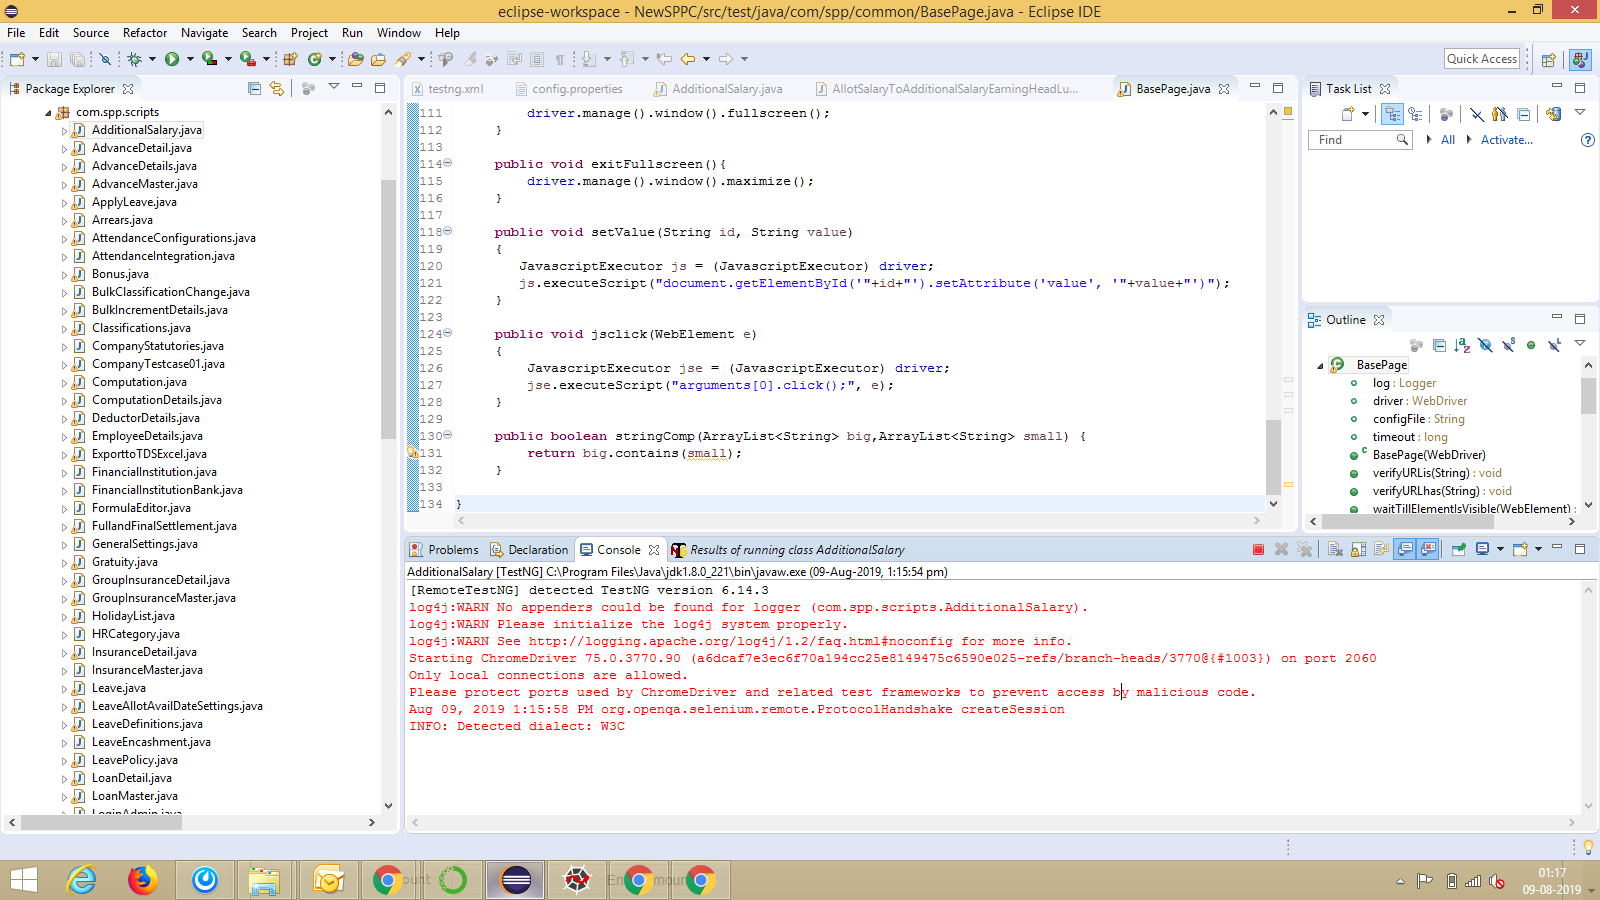 eclipse-workspace - NewSPPC/src/test/java/com/spp/common/BasePage.java - Eclipse IDE
File Edit Source Refactor Navigate Search Project Run Window Help
Quick Access
Package Explorer
com.spp.scripts
AdditionalSalary.java
AdvanceDetail.java
AdvanceDetails.java
AdvanceMaster.java
ApplyLeave.java
Arrears.java
AttendanceConfigurations.java
AttendanceIntegration.java
Bonus.java
BulkClassificationChange.java
BulkIncrementDetails.java
Classifications.java
CompanyStatutories.java
CompanyTestcase01.java
Computation.java
ComputationDetails.java
DeductorDetails.java
EmployeeDetails.java
ExporttoTDSExcel.java
FinancialInstitution.java
FinancialInstitutionBank.java
FormulaEditor.java
FullandFinalSettlement.java
GeneralSettings.java
Gratuity.java
GroupInsuranceDetail.java
GroupInsuranceMaster.java
HolidayList.java
HRCategory.java
InsuranceDetail.java
InsuranceMaster.java
Leave.java
LeaveAllotAvailDateSettings.java
LeaveDefinitions.java
LeaveEncashment.java
LeavePolicy.java
LoanDetail.java
LoanMaster.java
LoginAdmin.java
testng.xml config.properties AdditionalSalary.java AllotSalaryToAdditionalSalaryEarningHeadLu... BasePage.java
111 driver.manage().window().fullscreen();
112 }
113
114 public void exitFullscreen(){
115 driver.manage().window().maximize();
116 }
117
118 public void setValue(String id, String value)
119 {
120 JavascriptExecutor js = (JavascriptExecutor) driver;
121 js.executeScript("document.getElementById('"+id+"').setAttribute('value', '"+value+"')");
122 }
123
124 public void jsclick(WebElement e)
125 {
126 JavascriptExecutor jse = (JavascriptExecutor) driver;
127 jse.executeScript("arguments[0].click();", e);
128 }
129
130 public boolean stringComp(ArrayList<String> big,ArrayList<String> small) {
131 return big.contains(small);
132 }
133
134 }
Task List
Find All Activate...
Outline
BasePage
log : Logger
driver : WebDriver
configFile : String
timeout : long
BasePage(WebDriver)
verifyURLis(String) : void
verifyURLhas(String) : void
waitTillElementIsVisible(WebElement) :
Problems Declaration Console Results of running class AdditionalSalary
AdditionalSalary [TestNG] C:\Program Files\Java\jdk1.8.0_221\bin\javaw.exe (09-Aug-2019, 1:15:54 pm)
[RemoteTestNG] detected TestNG version 6.14.3
log4j:WARN No appenders could be found for logger (com.spp.scripts.AdditionalSalary).
log4j:WARN Please initialize the log4j system properly.
log4j:WARN See http://logging.apache.org/log4j/1.2/faq.html#noconfig for more info.
Starting ChromeDriver 75.0.3770.90 (a6dcaf7e3ec6f70a194cc25e8149475c6590e025-refs/branch-heads/3770@{#1003}) on port 2060
Only local connections are allowed.
Please protect ports used by ChromeDriver and related test frameworks to prevent access by malicious code.
Aug 09, 2019 1:15:58 PM org.openqa.selenium.remote.ProtocolHandshake createSession
INFO: Detected dialect: W3C
01:17
09-08-2019